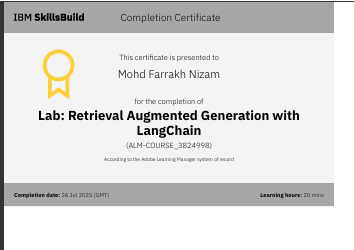 IBM SkillsBuild Completion Certificate
This certificate is presented to
Mohd Farrakh Nizam
for the completion of
Lab: Retrieval Augmented Generation with
LangChain
(ALM-COURSE_3824998)
According to the Adobe Learning Manager system of record
Completion date: 26 Jul 2025 (GMT) Learning hours: 20 mins